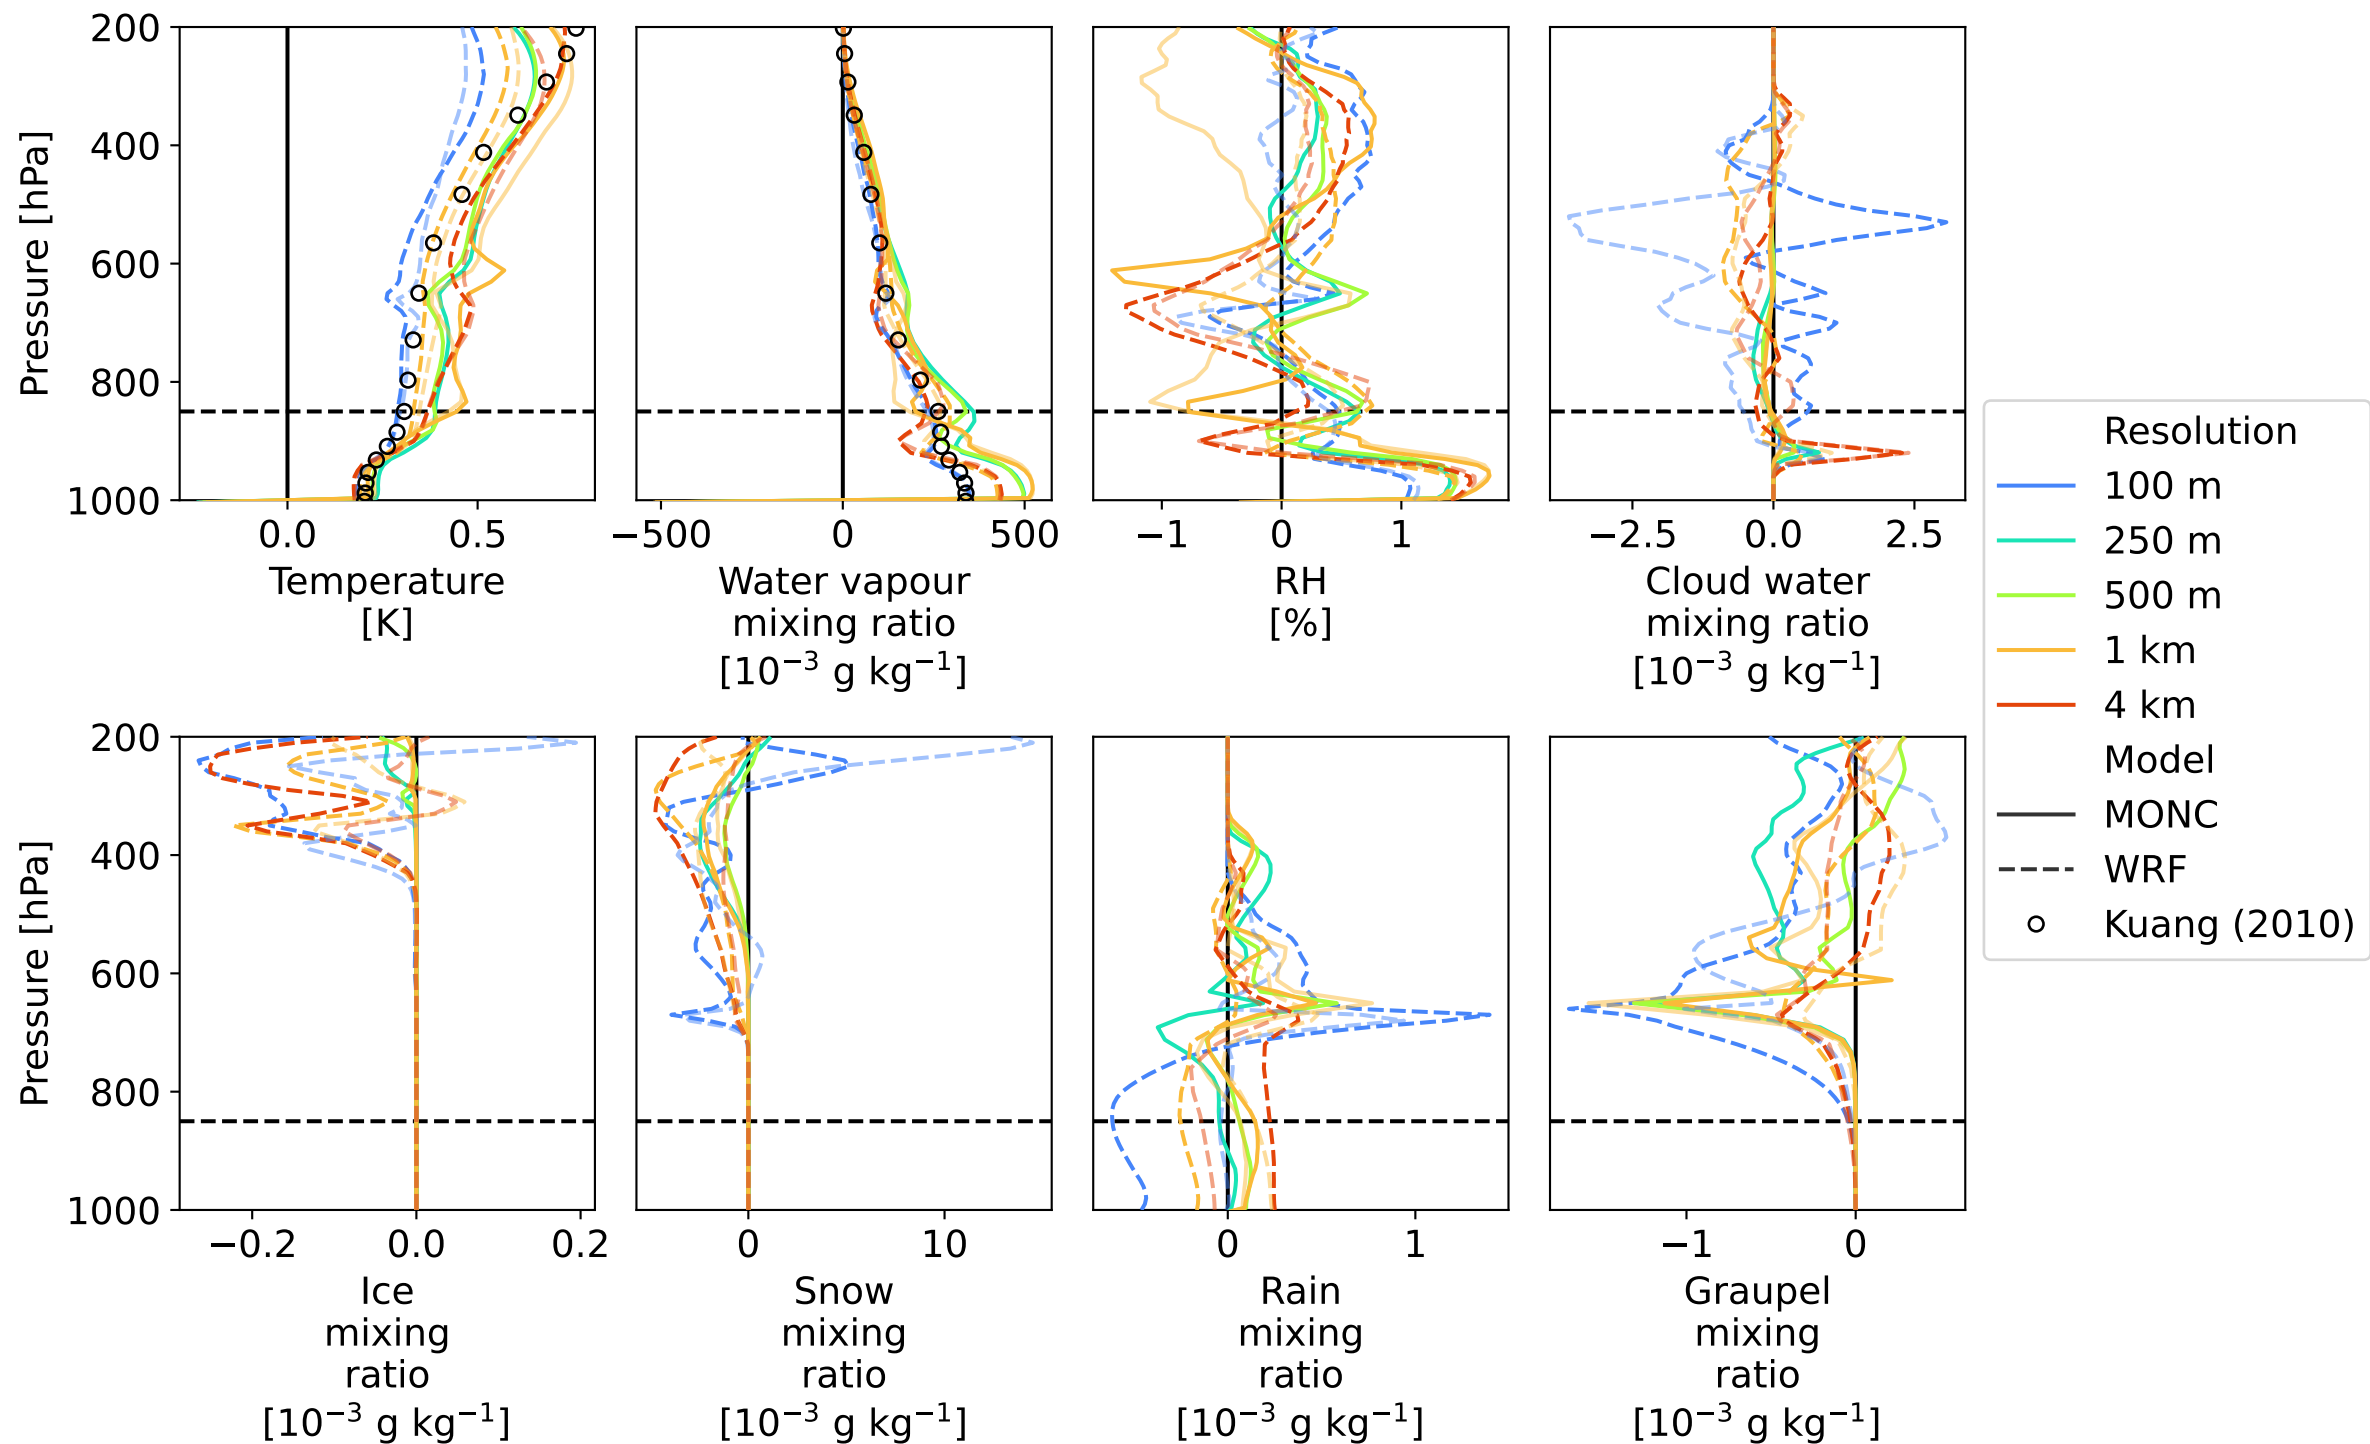 200
400
600
800
1000
Pressure [hPa]
0.0 0.5
Temperature
[K]
−500 0 500
Water vapour
mixing ratio
[10⁻³ g kg⁻¹]
−1 0 1
RH
[%]
−2.5 0.0 2.5
Cloud water
mixing ratio
[10⁻³ g kg⁻¹]
200
400
600
800
1000
Pressure [hPa]
−0.2 0.0 0.2
Ice
mixing
ratio
[10⁻³ g kg⁻¹]
0 10
Snow
mixing
ratio
[10⁻³ g kg⁻¹]
0 1
Rain
mixing
ratio
[10⁻³ g kg⁻¹]
−1 0
Graupel
mixing
ratio
[10⁻³ g kg⁻¹]
Resolution
100 m
250 m
500 m
1 km
4 km
Model
MONC
WRF
Kuang (2010)